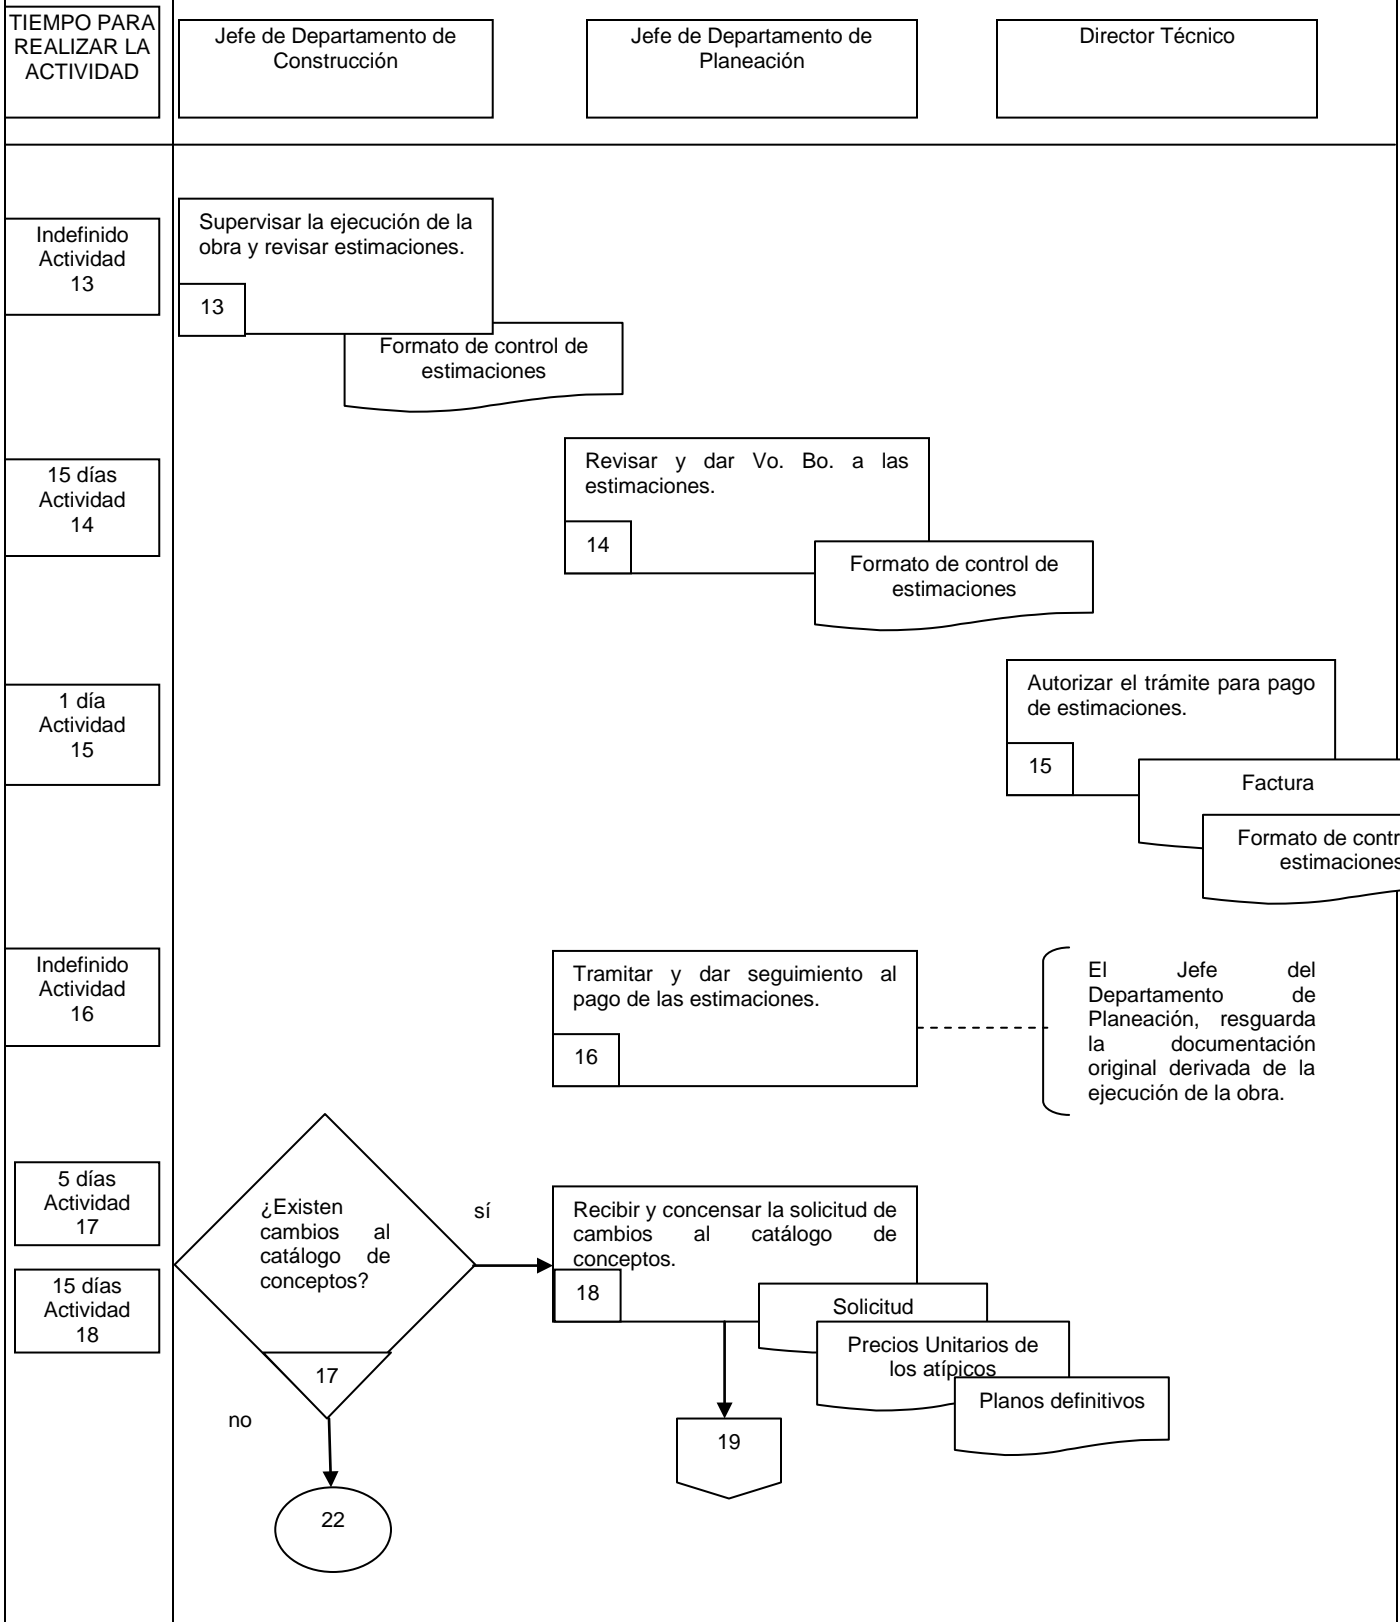 TIEMPO PARA
REALIZAR LA
ACTIVIDAD
Jefe de Departamento de
Construcción
Jefe de Departamento de
Planeación
Director Técnico
Indefinido
Actividad
13
Supervisar la ejecución de la
obra y revisar estimaciones.
13
Formato de control de
estimaciones
15 días
Actividad
14
Revisar y dar Vo. Bo. a las
estimaciones.
14
Formato de control de
estimaciones
1 día
Actividad
15
Autorizar el trámite para pago
de estimaciones.
15
Factura
Formato de contr
estimaciones
Indefinido
Actividad
16
Tramitar y dar seguimiento al
pago de las estimaciones.
16
El Jefe del
Departamento de
Planeación, resguarda
la documentación
original derivada de la
ejecución de la obra.
5 días
Actividad
17
¿Existen
cambios al
catálogo de
conceptos?
17
sí
no
15 días
Actividad
18
Recibir y concensar la solicitud de
cambios al catálogo de
conceptos.
18
Solicitud
Precios Unitarios de
los atípicos
Planos definitivos
19
22